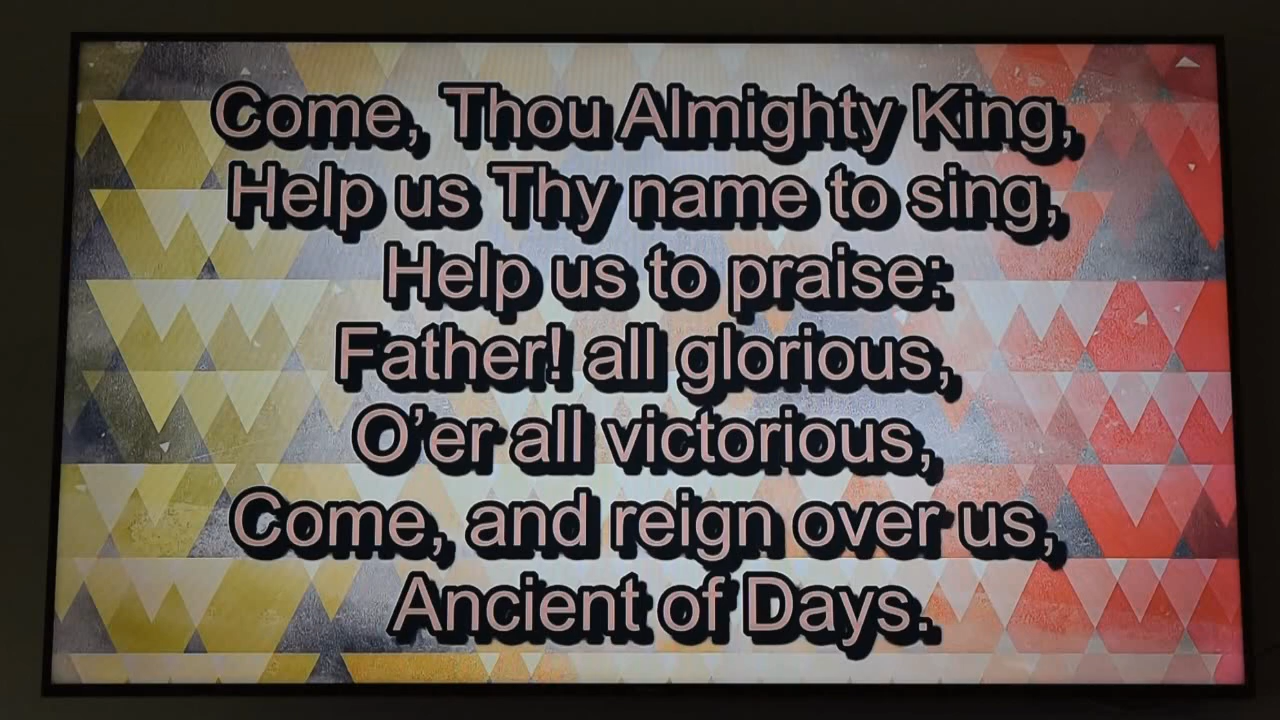 Come, Thou Almighty King,
Help us Thy name to sing,
Help us to praise:
Father! all glorious,
O’er all victorious,
Come, and reign over us,
Ancient of Days.